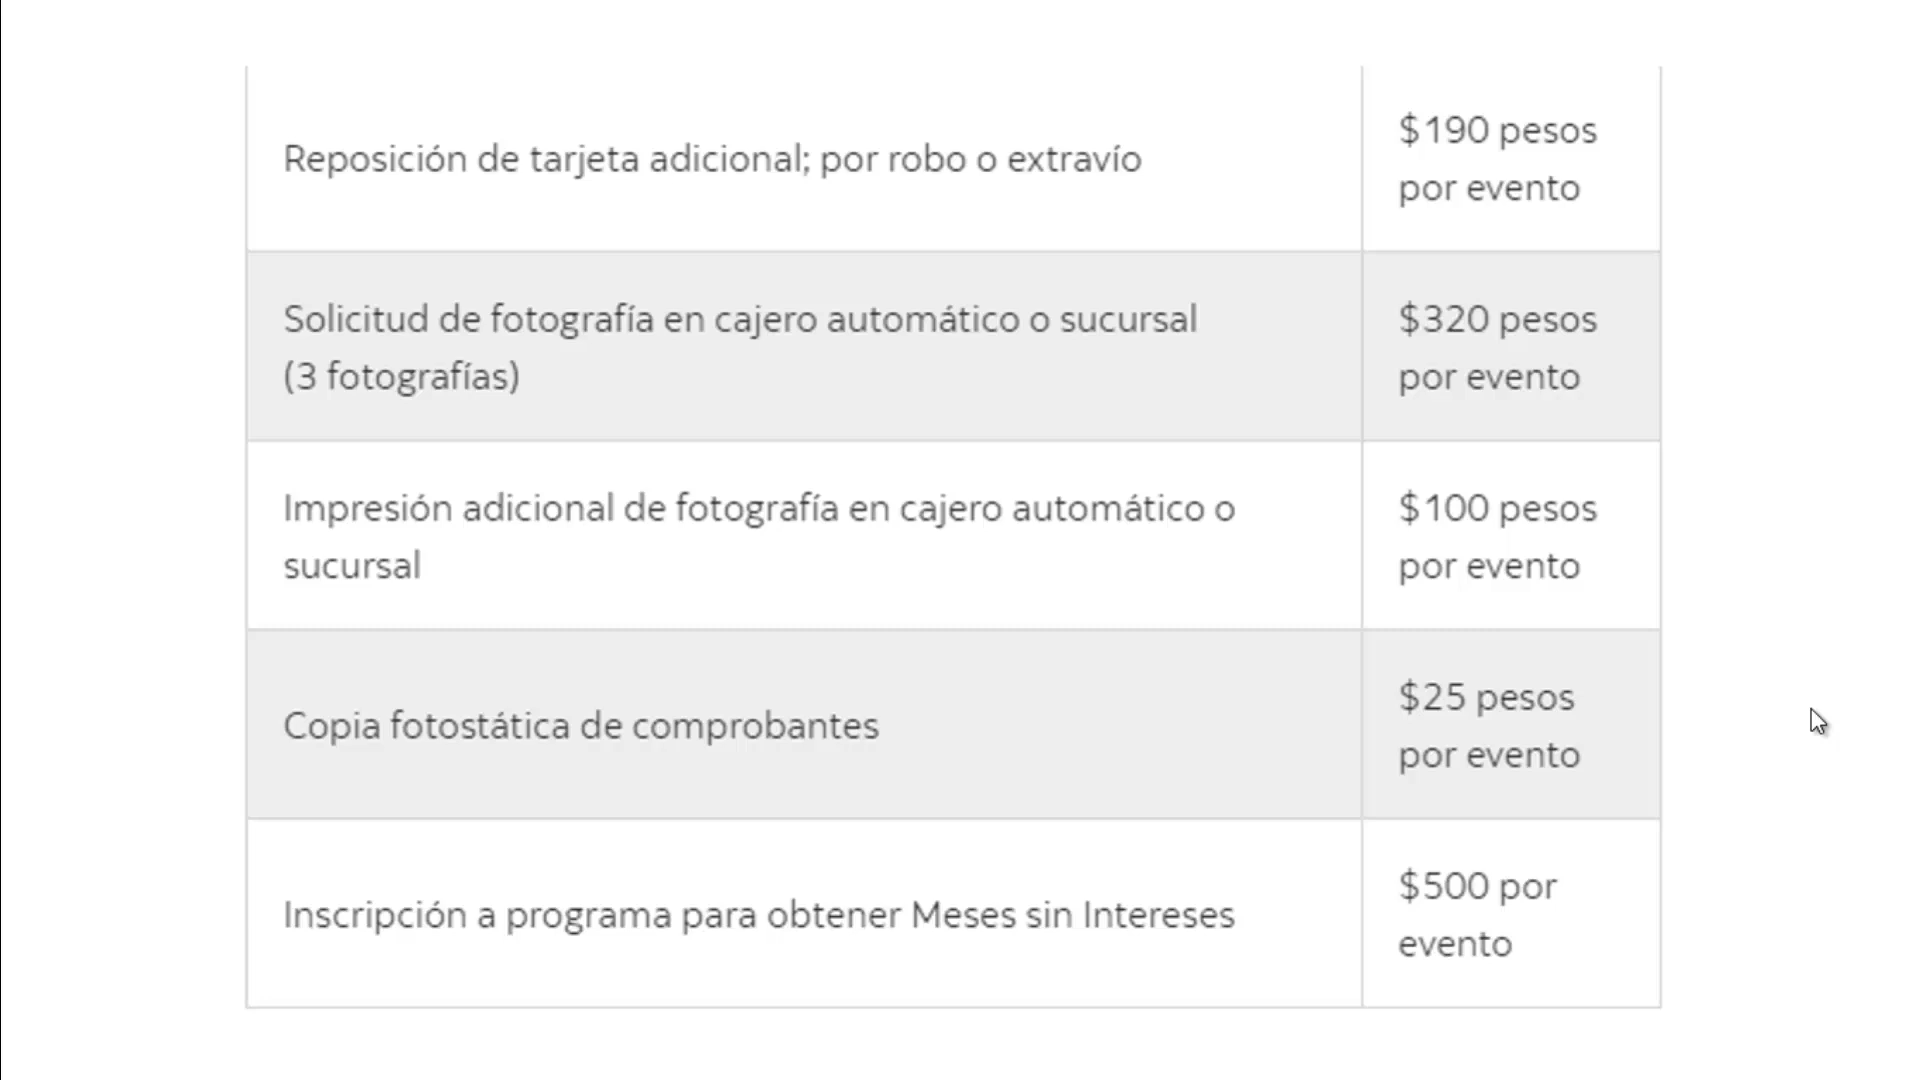 Reposición de tarjeta adicional; por robo o extravío
$190 pesos
por evento
Solicitud de fotografía en cajero automático o sucursal
(3 fotografías)
$320 pesos
por evento
Impresión adicional de fotografía en cajero automático o
sucursal
$100 pesos
por evento
Copia fotostática de comprobantes
$25 pesos
por evento
Inscripción a programa para obtener Meses sin Intereses
$500 por
evento